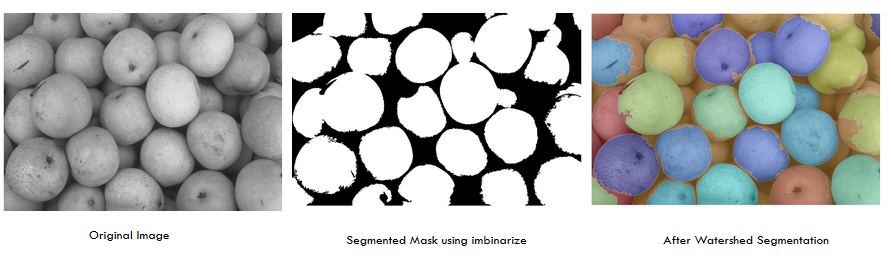 Original Image
Segmented Mask using imbinarize
After Watershed Segmentation